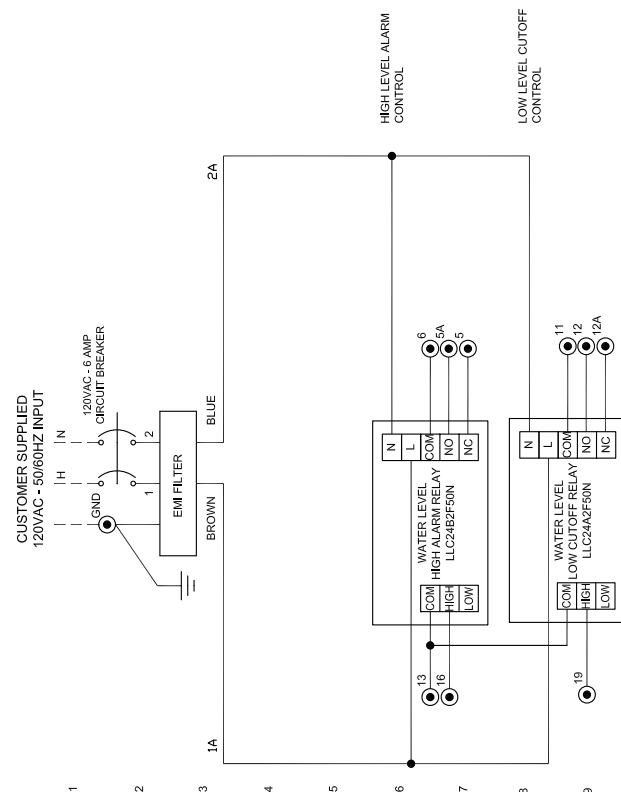 CUSTOMER SUPPLIED
120VAC - 50/60HZ INPUT
H
N
GND
120VAC - 6 AMP
CIRCUIT BREAKER
1
2
EMI FILTER
BROWN
BLUE
1A
2A
HIGH LEVEL ALARM
CONTROL
LOW LEVEL CUTOFF
CONTROL
13
16
COM
HIGH
LOW
WATER LEVEL
HIGH ALARM RELAY
LLC24B2F50N
N
L
COM
NO
NC
6
5A
5
19
COM
HIGH
LOW
WATER LEVEL
LOW CUTOFF RELAY
LLC24A2F50N
N
L
COM
NO
NC
11
12
12A
1
2
3
4
5
6
7
8
9